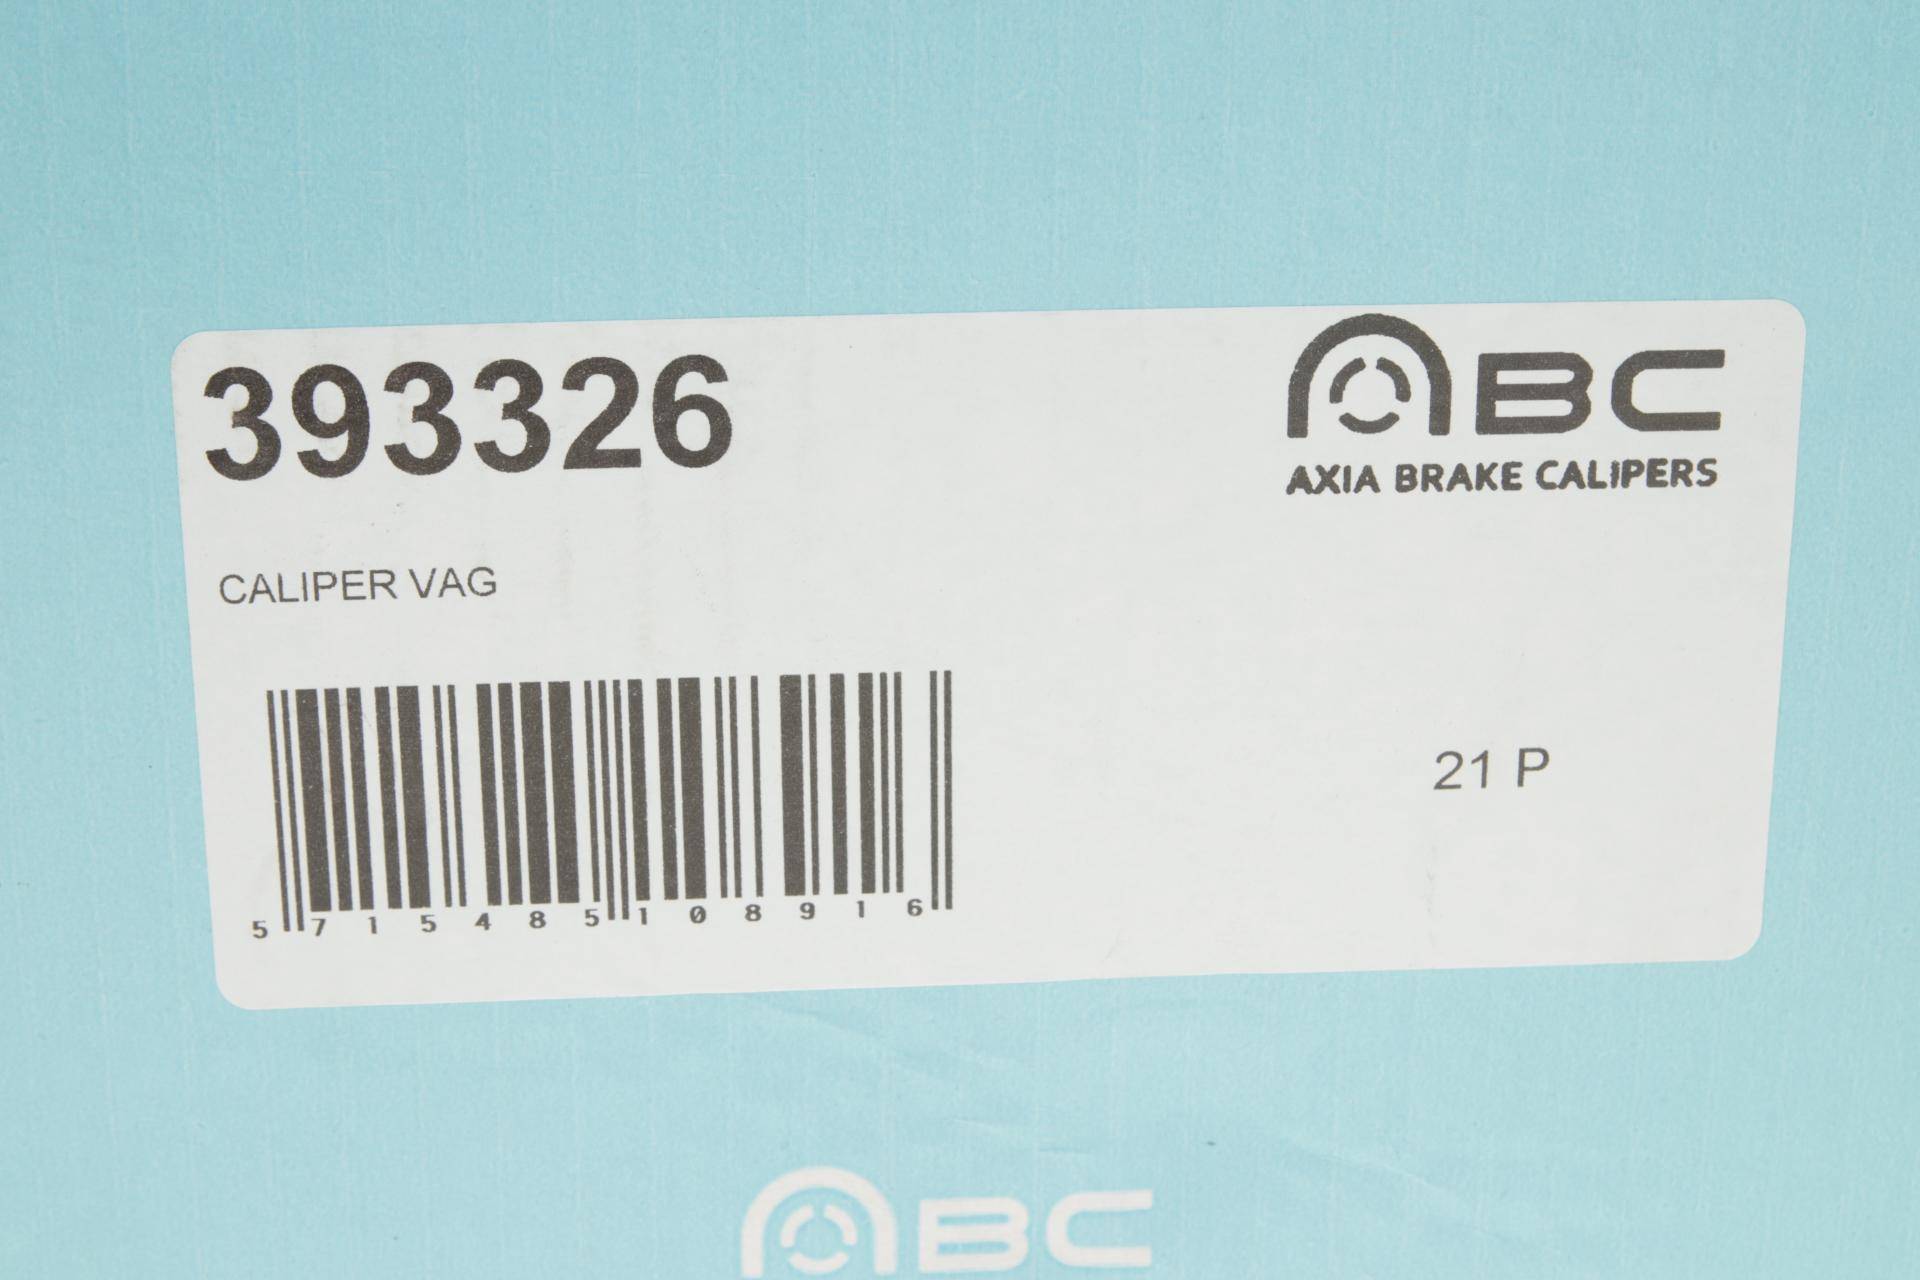 393326
ABC
AXIA BRAKE CALIPERS
CALIPER VAG
21 P
5 715485 108916
ABC